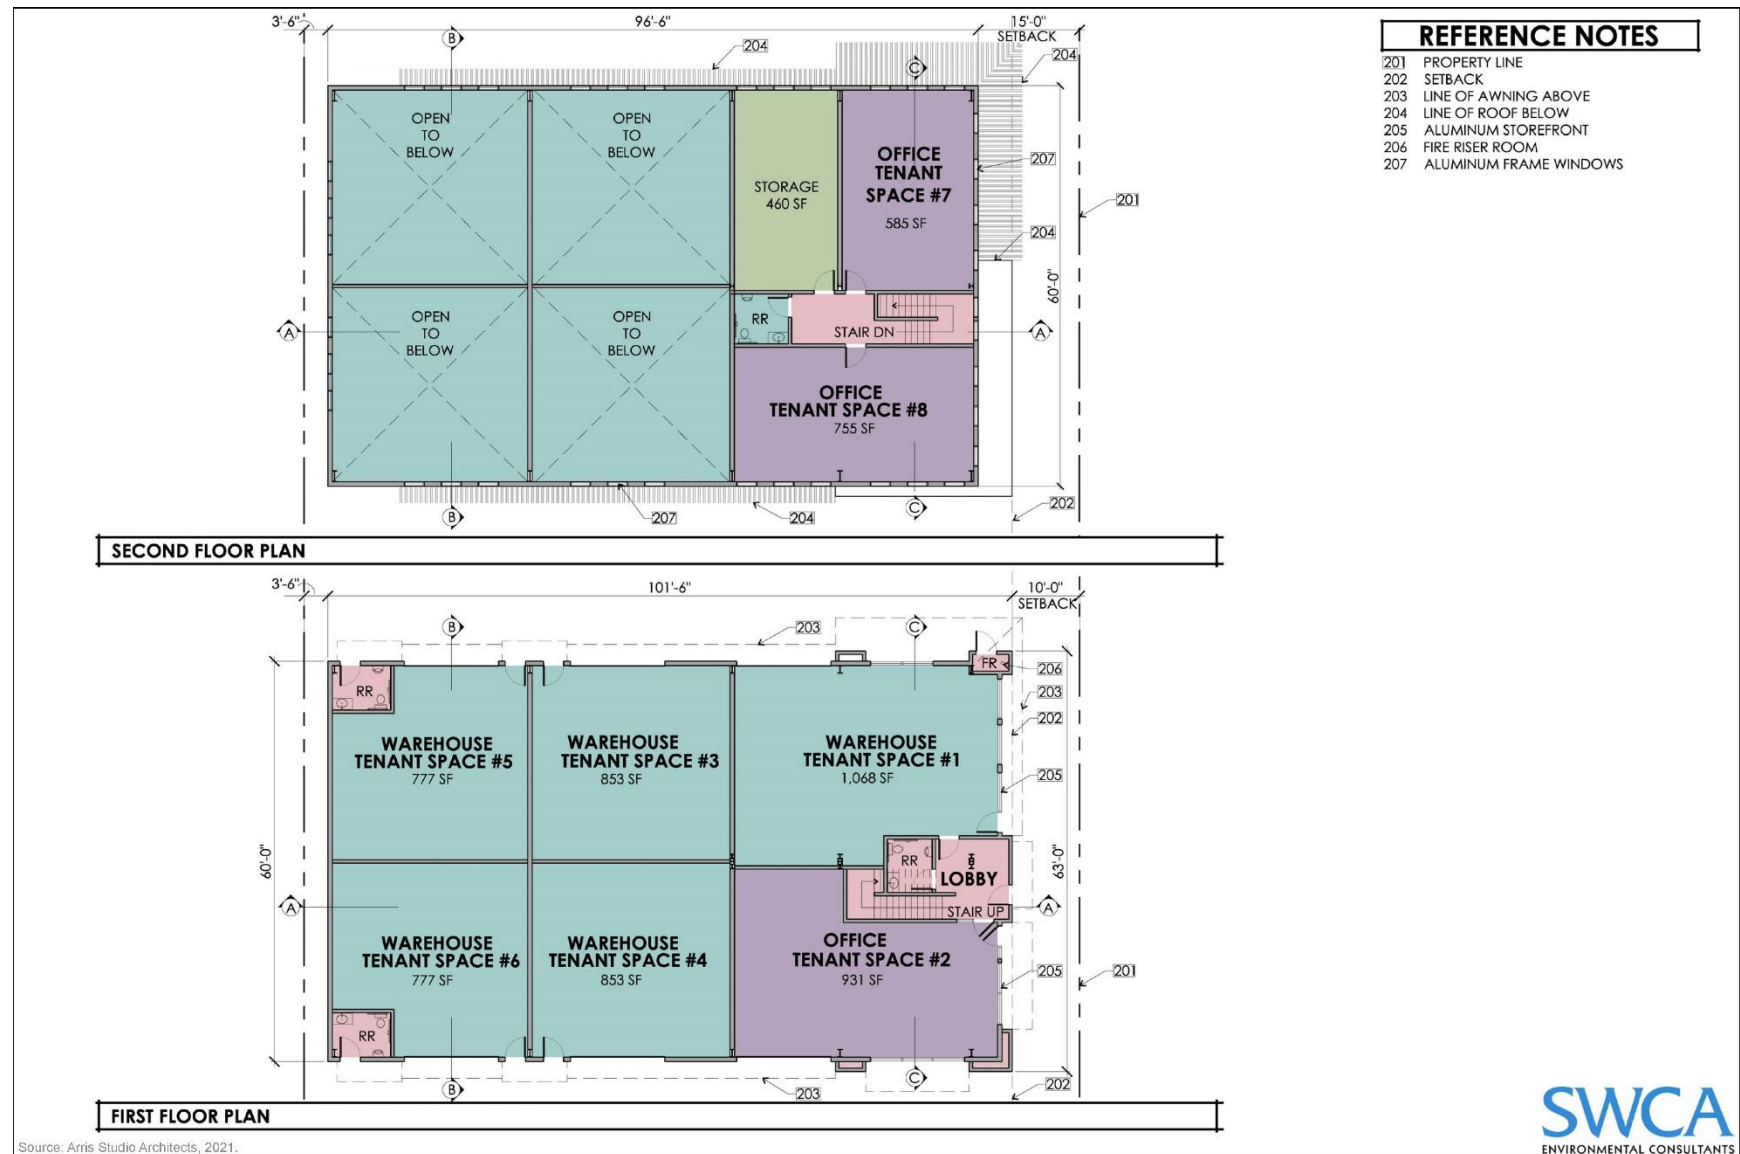 3'-6"
96'-6"
15'-0"
SETBACK
REFERENCE NOTES
201 PROPERTY LINE
202 SETBACK
203 LINE OF AWNING ABOVE
204 LINE OF ROOF BELOW
205 ALUMINUM STOREFRONT
206 FIRE RISER ROOM
207 ALUMINUM FRAME WINDOWS
B
204
C
204
OPEN
TO
BELOW
OPEN
TO
BELOW
STORAGE
460 SF
OFFICE
TENANT
SPACE #7
585 SF
207
201
204
60'-0"
OPEN
TO
BELOW
OPEN
TO
BELOW
A
RR
STAIR DN
A
OFFICE
TENANT SPACE #8
755 SF
B
207
204
C
202
SECOND FLOOR PLAN
3'-6"
101'-6"
10'-0"
SETBACK
B
203
C
FR
206
203
202
RR
WAREHOUSE
TENANT SPACE #5
777 SF
WAREHOUSE
TENANT SPACE #3
853 SF
WAREHOUSE
TENANT SPACE #1
1,068 SF
205
60'-0"
63'-0"
RR
LOBBY
A
STAIR UP
A
WAREHOUSE
TENANT SPACE #6
777 SF
WAREHOUSE
TENANT SPACE #4
853 SF
OFFICE
TENANT SPACE #2
931 SF
205
201
RR
B
203
C
202
FIRST FLOOR PLAN
Source: Arris Studio Architects, 2021.
SWCA
ENVIRONMENTAL CONSULTANTS